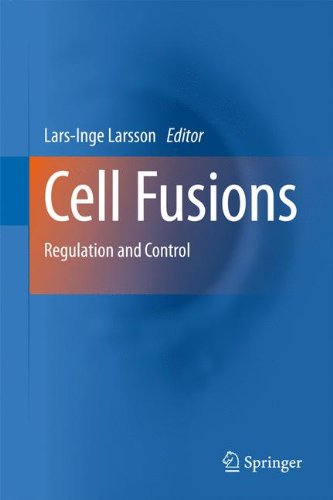 Lars-Inge Larsson Editor
Cell Fusions
Regulation and Control
Springer